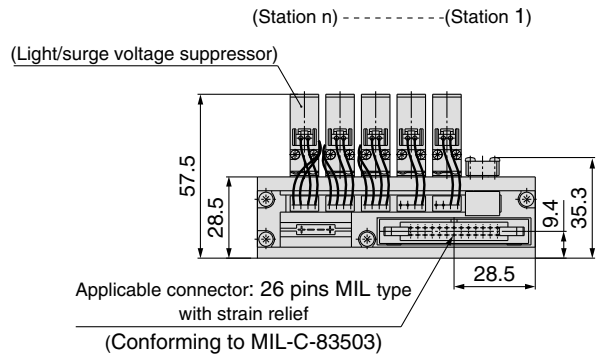 (Station n) - - - - - - - - - - (Station 1)
(Light/surge voltage suppressor)
57.5
28.5
9.4
35.3
28.5
Applicable connector: 26 pins MIL type
with strain relief
(Conforming to MIL-C-83503)